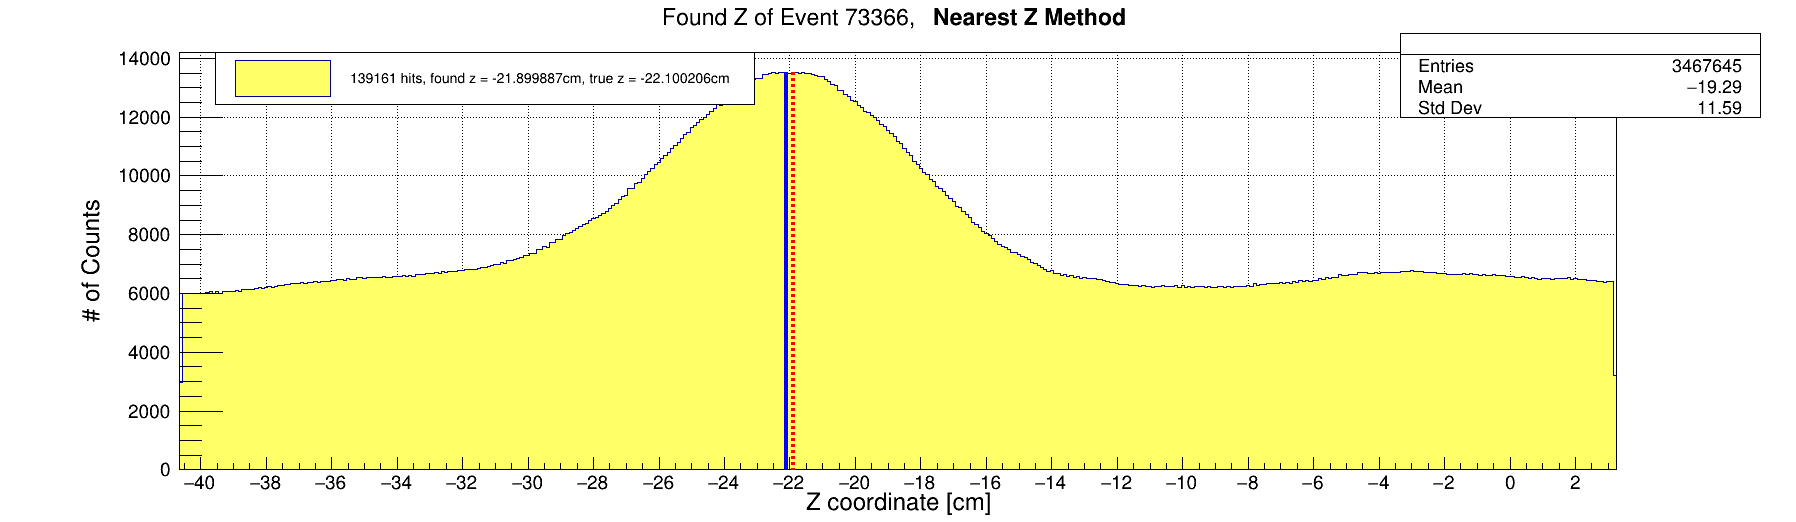 Found Z of Event 73366, Nearest Z Method
139161 hits, found z = -21.899887cm, true z = -22.100206cm
Entries 3467645
Mean −19.29
Std Dev 11.59
# of Counts
14000
12000
10000
8000
6000
4000
2000
0
−40 −38 −36 −34 −32 −30 −28 −26 −24 −22 −20 −18 −16 −14 −12 −10 −8 −6 −4 −2 0 2
Z coordinate [cm]